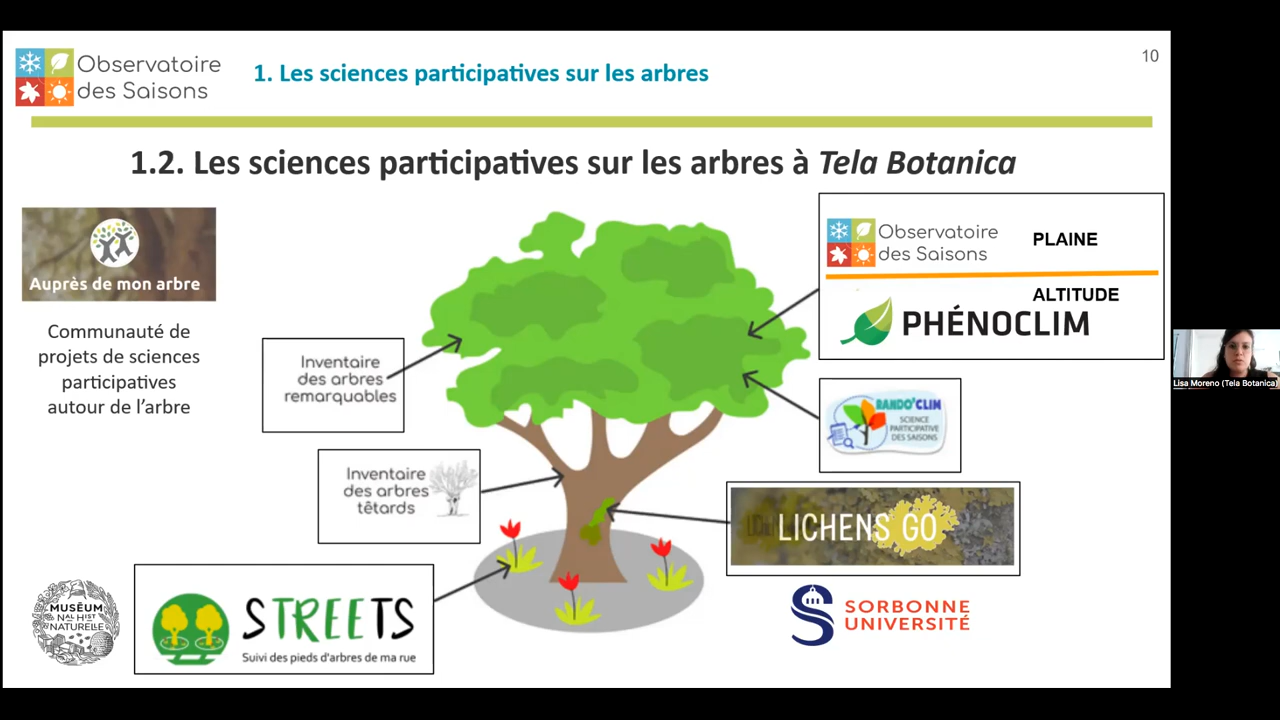 Observatoire
des Saisons
1. Les sciences participatives sur les arbres
10
1.2. Les sciences participatives sur les arbres à Tela Botanica
Auprès de mon arbre
Communauté de
projets de sciences
participatives
autour de l'arbre
Inventaire
des arbres
remarquables
Inventaire
des arbres
têtards
Observatoire
des Saisons
PLAINE
ALTITUDE
PHÉNOCLIM
RANDO'CLIM
SCIENCE
PARTICIPATIVE
DES SAISONS
LICHENS GO
MUSÉUM
NAL HIST
NATURELLE
STREETS
Suivi des pieds d'arbres de ma rue
SORBONNE
UNIVERSITÉ
Lisa Moreno (Tela Botanica)